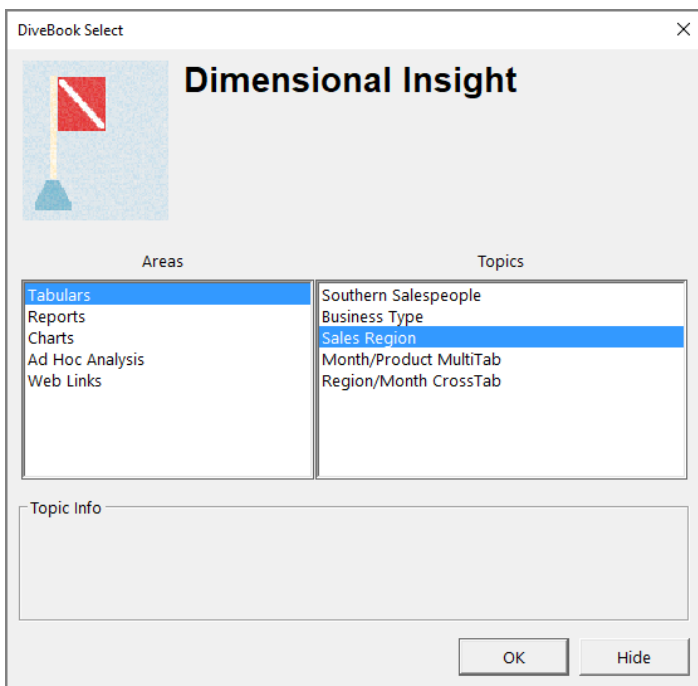 DiveBook Select
Dimensional Insight
Areas
Topics
Tabulars
Reports
Charts
Ad Hoc Analysis
Web Links
Southern Salespeople
Business Type
Sales Region
Month/Product MultiTab
Region/Month CrossTab
Topic Info
OK
Hide